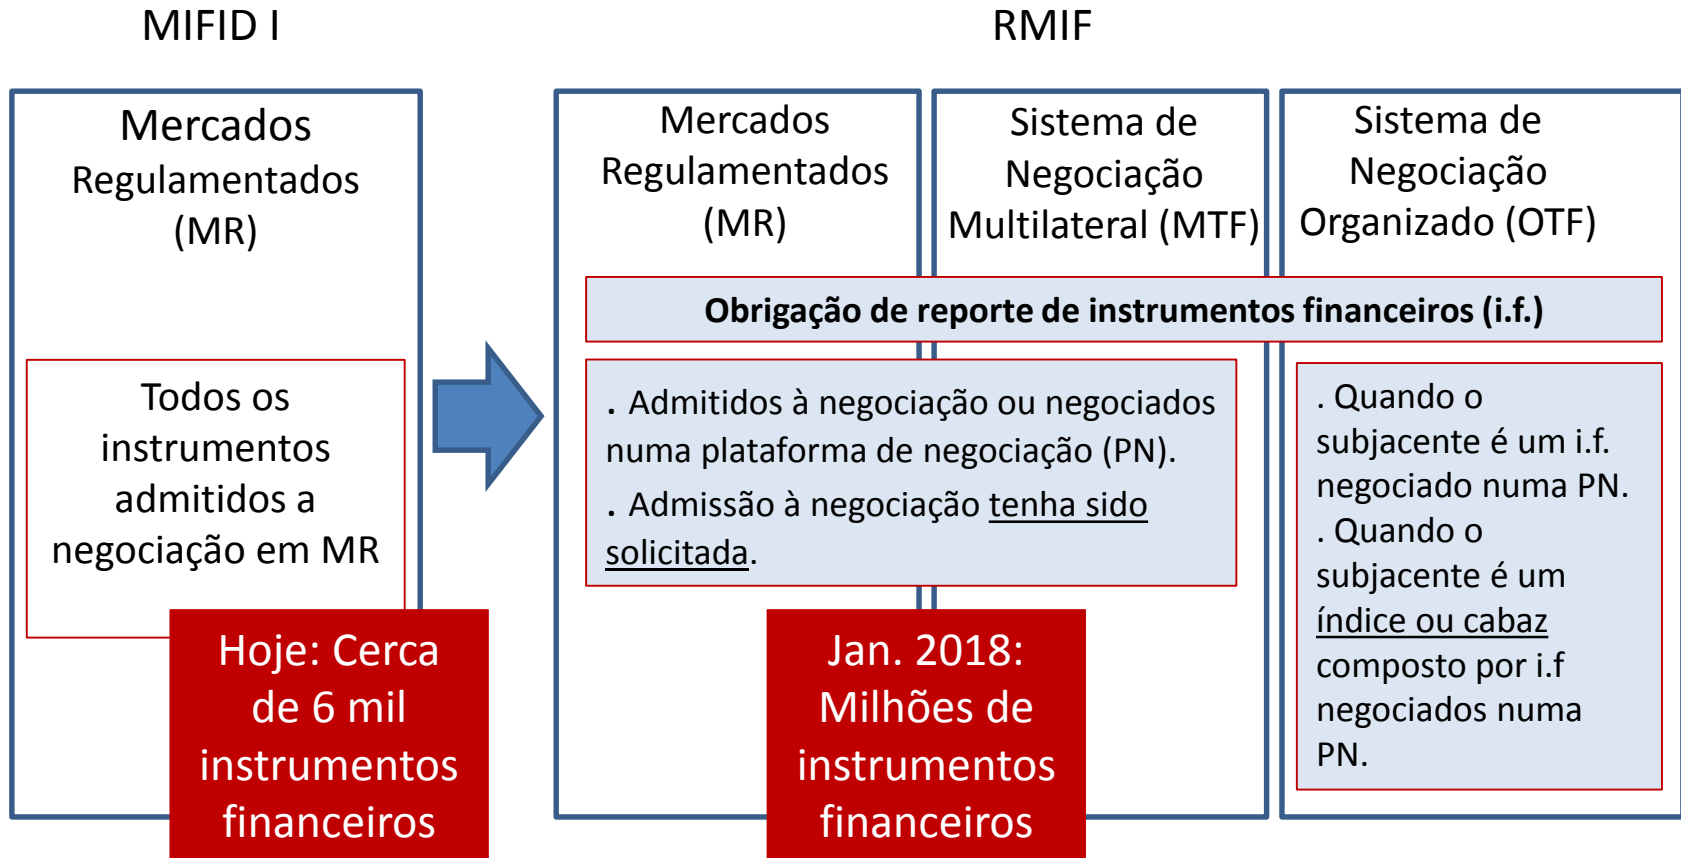 MIFID I
RMIF
Mercados
Regulamentados
(MR)
Todos os
instrumentos
admitidos a
negociação em MR
Hoje: Cerca
de 6 mil
instrumentos
financeiros
Mercados
Regulamentados
(MR)
Sistema de
Negociação
Multilateral (MTF)
Sistema de
Negociação
Organizado (OTF)
Obrigação de reporte de instrumentos financeiros (i.f.)
. Admitidos à negociação ou negociados
numa plataforma de negociação (PN).
. Admissão à negociação tenha sido
solicitada.
. Quando o
subjacente é um i.f.
negociado numa PN.
. Quando o
subjacente é um
índice ou cabaz
composto por i.f
negociados numa
PN.
Jan. 2018:
Milhões de
instrumentos
financeiros